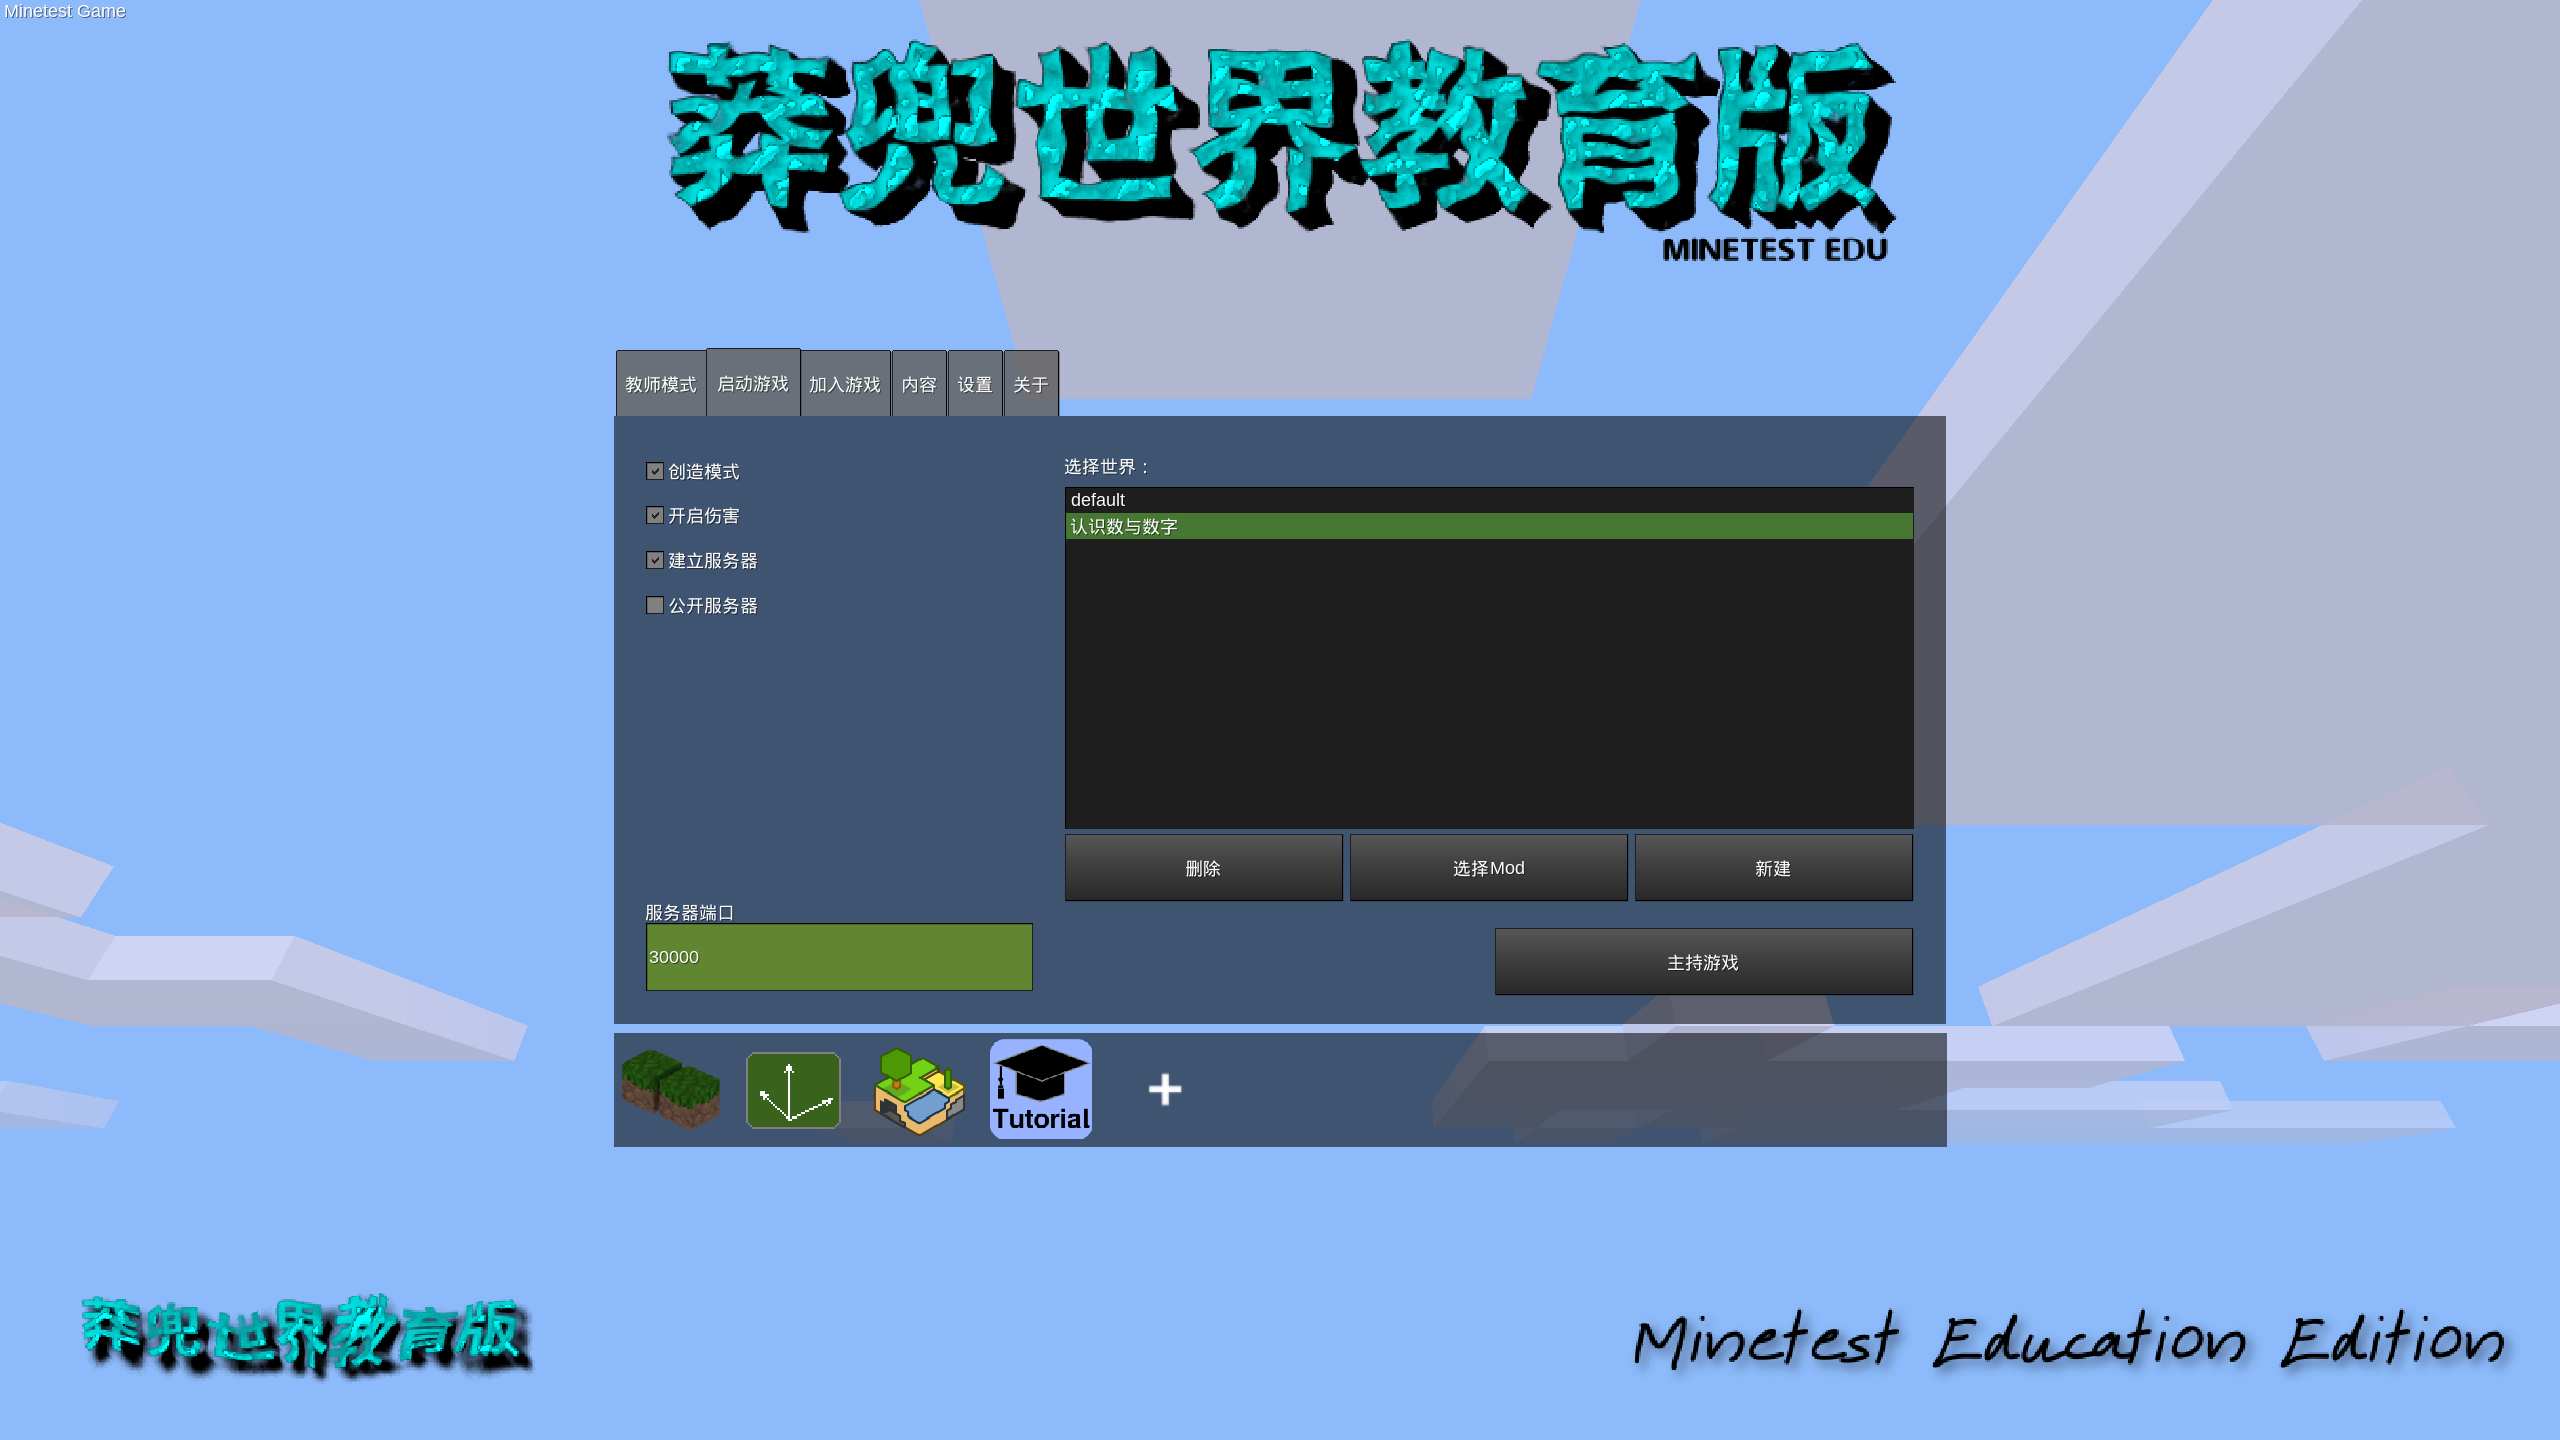 Minetest Game
莽兜世界教育版
MINETEST EDU
教师模式 启动游戏 加入游戏 内容 设置 关于
创造模式
开启伤害
建立服务器
公开服务器
选择世界：
default
认识数与数字
删除 选择Mod 新建
服务器端口
30000
主持游戏
Tutorial
莽兜世界教育版
Minetest Education Edition